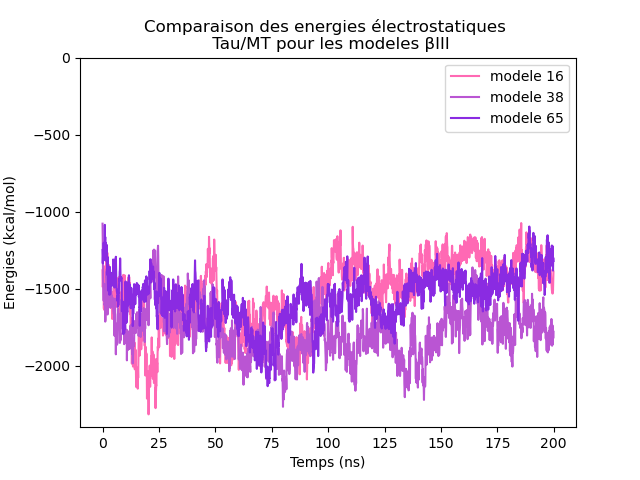 Comparaison des energies électrostatiques
Tau/MT pour les modeles βIII
modele 16
modele 38
modele 65
Energies (kcal/mol)
0
−500
−1000
−1500
−2000
0 25 50 75 100 125 150 175 200
Temps (ns)